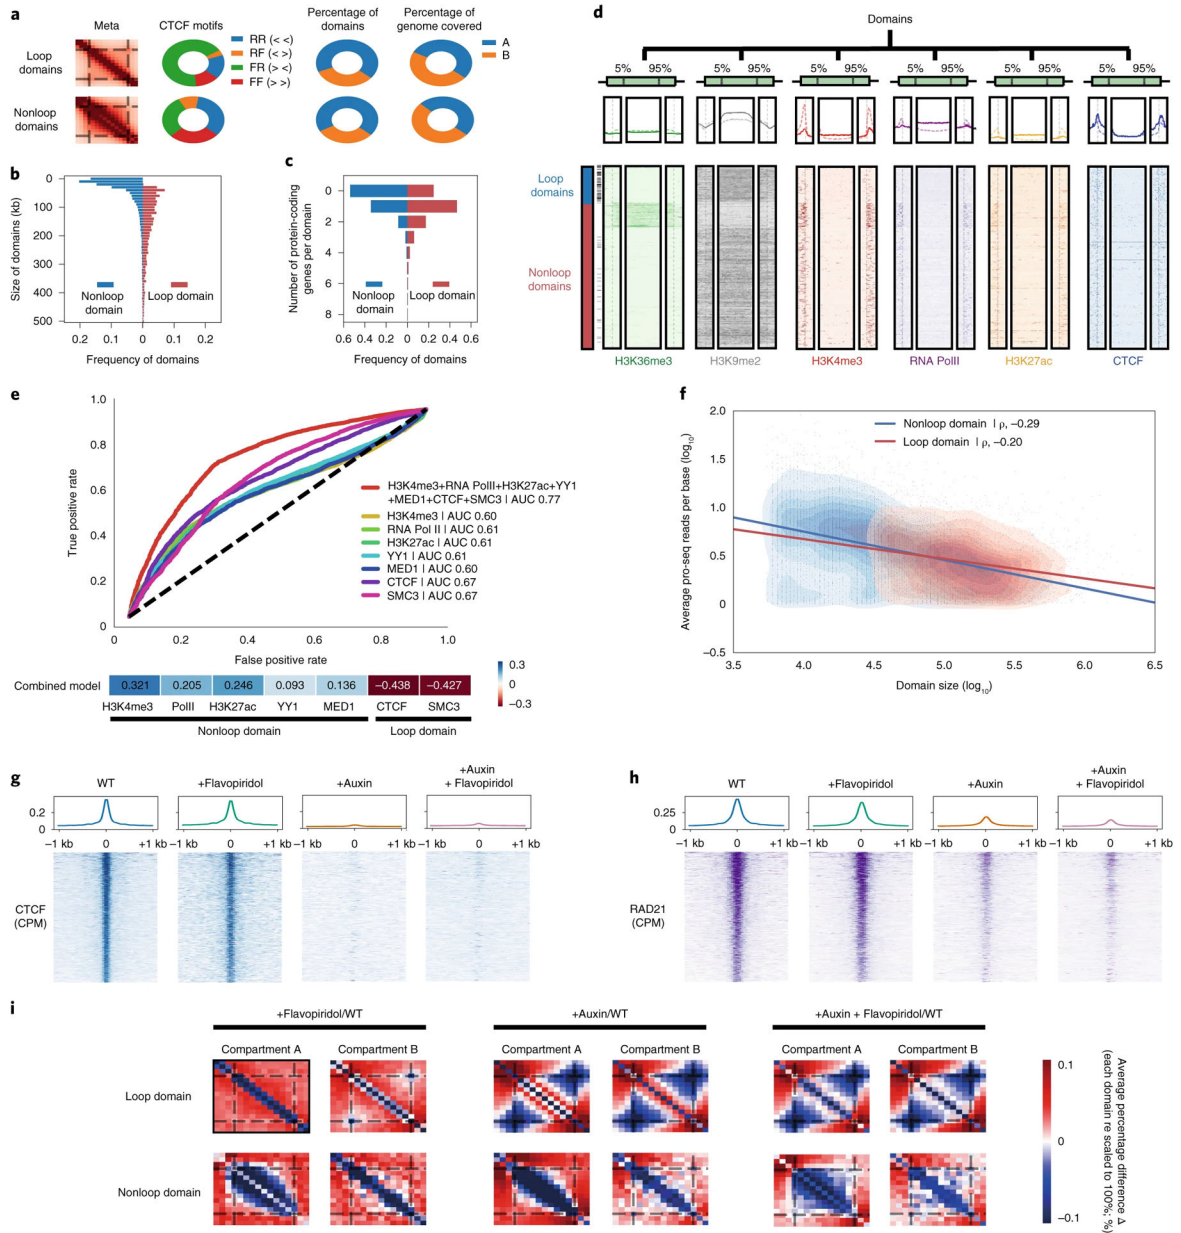 a
Meta
CTCF motifs
Percentage of
domains
Percentage of
genome covered
Loop
domains
Nonloop
domains
RR (< <)
RF (< >)
FR (> <)
FF (> >)
A
B
b
Size of domains (kb)
0
100
200
300
400
500
Nonloop
domain
Loop domain
0.2 0.1 0 0.1 0.2
Frequency of domains
c
Number of protein-coding
genes per domain
0
2
4
6
8
Nonloop
domain
Loop domain
0.6 0.4 0.2 0 0.2 0.4 0.6
Frequency of domains
d
Domains
5% 95% 5% 95% 5% 95% 5% 95% 5% 95% 5% 95%
Loop
domains
Nonloop
domains
H3K36me3 H3K9me2 H3K4me3 RNA PolII H3K27ac CTCF
e
True positive rate
1.0
0.8
0.6
0.4
0.2
0
0 0.2 0.4 0.6 0.8 1.0
False positive rate
H3K4me3+RNA PolII+H3K27ac+YY1
+MED1+CTCF+SMC3 | AUC 0.77
H3K4me3 | AUC 0.60
RNA Pol II | AUC 0.61
H3K27ac | AUC 0.61
YY1 | AUC 0.61
MED1 | AUC 0.60
CTCF | AUC 0.67
SMC3 | AUC 0.67
Combined model
0.321 0.205 0.246 0.093 0.136 −0.438 −0.427
H3K4me3 PolII H3K27ac YY1 MED1 CTCF SMC3
Nonloop domain Loop domain
0.3
0
−0.3
f
Average pro-seq reads per base (log10)
2.0
1.5
1.0
0.5
0
−0.5
Nonloop domain | ρ, −0.29
Loop domain | ρ, −0.20
3.5 4.0 4.5 5.0 5.5 6.0 6.5
Domain size (log10)
g
WT
+Flavopiridol
+Auxin
+Auxin
+ Flavopiridol
0.2
0
−1 kb 0 +1 kb −1 kb 0 +1 kb −1 kb 0 +1 kb −1 kb 0 +1 kb
CTCF
(CPM)
h
WT
+Flavopiridol
+Auxin
+Auxin
+ Flavopiridol
0.25
0
−1 kb 0 +1 kb −1 kb 0 +1 kb −1 kb 0 +1 kb −1 kb 0 +1 kb
RAD21
(CPM)
i
+Flavopiridol/WT
+Auxin/WT
+Auxin + Flavopiridol/WT
Compartment A Compartment B Compartment A Compartment B Compartment A Compartment B
Loop domain
Nonloop domain
0.1
0
−0.1
Average percentage difference Δ
(each domain re scaled to 100%; %)